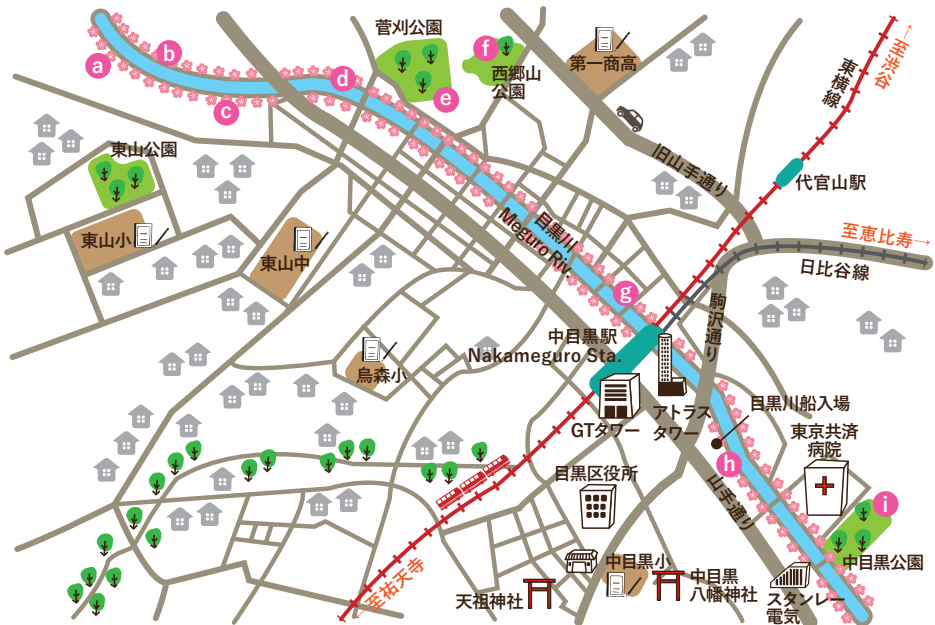 a
b
c
d
菅刈公園
e
f
西郷山
公園
第一商高
東横線
←至渋谷
旧山手通り
代官山駅
至恵比寿→
日比谷線
東山公園
東山小
東山中
目黒川
Meguro Riv.
g
駒沢通り
中目黒駅
Nakameguro Sta.
烏森小
GTタワー
アトラス
タワー
目黒川船入場
東京共済
病院
h
山手通り
目黒区役所
i
中目黒公園
中目黒小
中目黒
八幡神社
天祖神社
スタンレー
電気
←至祐天寺